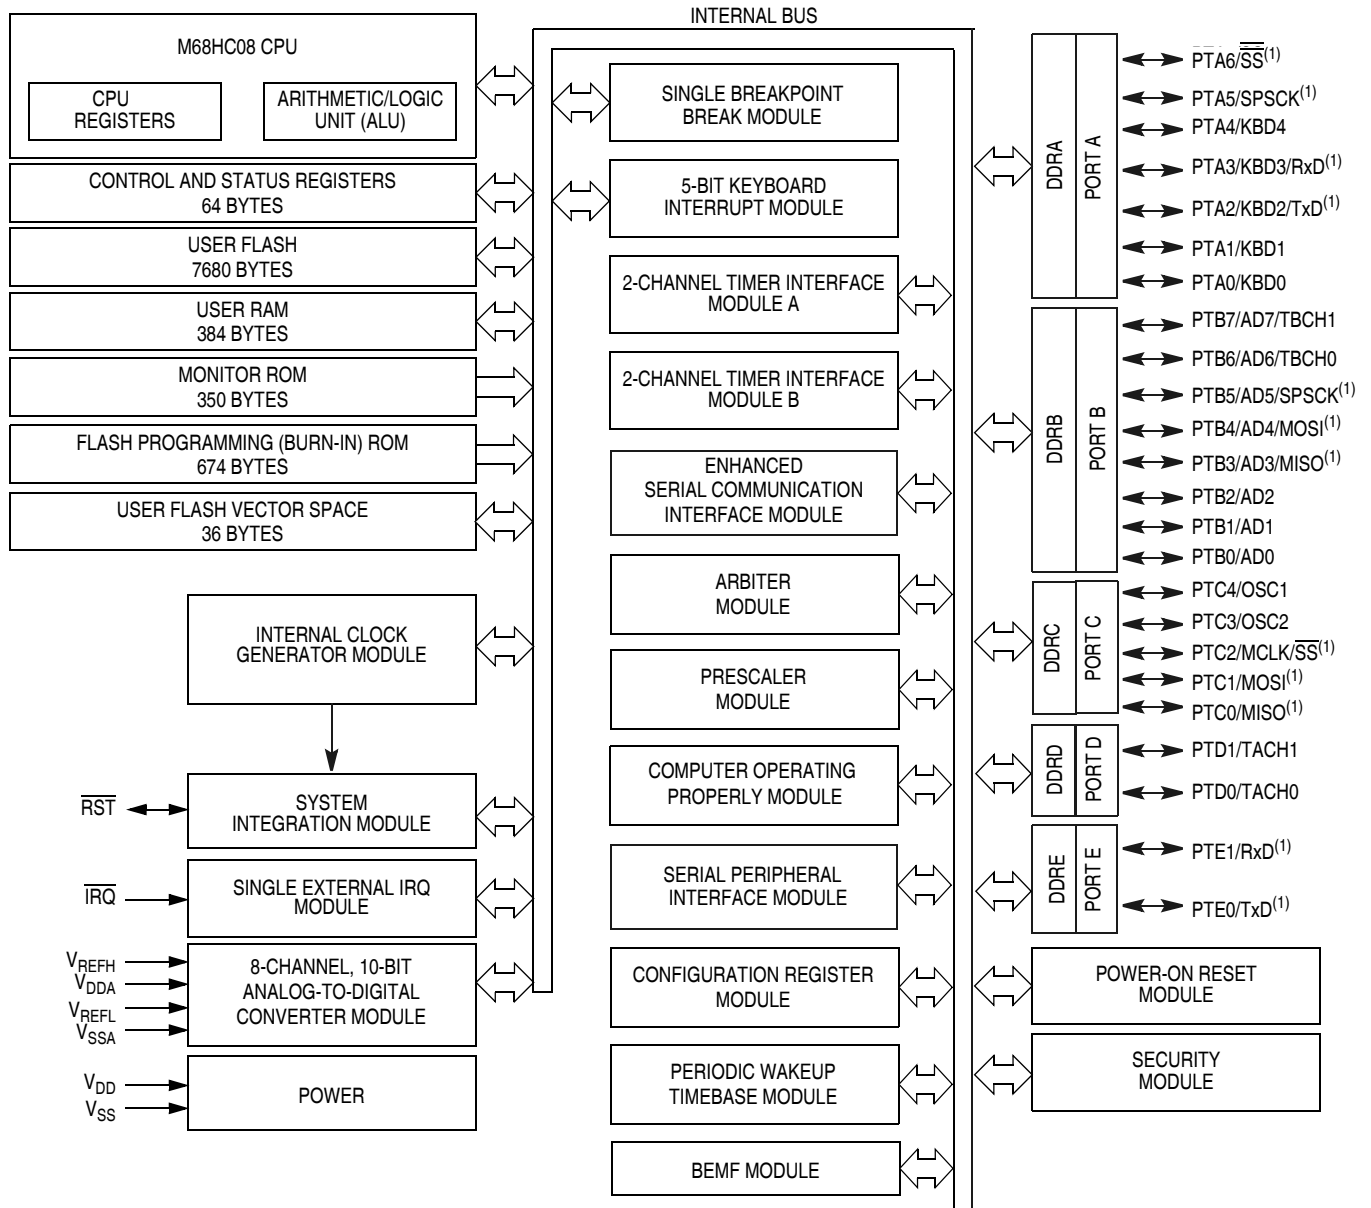 INTERNAL BUS
M68HC08 CPU
CPU
REGISTERS
ARITHMETIC/LOGIC
UNIT (ALU)
CONTROL AND STATUS REGISTERS
64 BYTES
USER FLASH
7680 BYTES
USER RAM
384 BYTES
MONITOR ROM
350 BYTES
FLASH PROGRAMMING (BURN-IN) ROM
674 BYTES
USER FLASH VECTOR SPACE
36 BYTES
INTERNAL CLOCK
GENERATOR MODULE
RST
SYSTEM
INTEGRATION MODULE
IRQ
SINGLE EXTERNAL IRQ
MODULE
VREFH
VDDA
VREFL
VSSA
8-CHANNEL, 10-BIT
ANALOG-TO-DIGITAL
CONVERTER MODULE
VDD
VSS
POWER
SINGLE BREAKPOINT
BREAK MODULE
5-BIT KEYBOARD
INTERRUPT MODULE
2-CHANNEL TIMER INTERFACE
MODULE A
2-CHANNEL TIMER INTERFACE
MODULE B
ENHANCED
SERIAL COMMUNICATION
INTERFACE MODULE
ARBITER
MODULE
PRESCALER
MODULE
COMPUTER OPERATING
PROPERLY MODULE
SERIAL PERIPHERAL
INTERFACE MODULE
CONFIGURATION REGISTER
MODULE
PERIODIC WAKEUP
TIMEBASE MODULE
BEMF MODULE
DDRA
PORT A
PTA6/SS(1)
PTA5/SPSCK(1)
PTA4/KBD4
PTA3/KBD3/RxD(1)
PTA2/KBD2/TxD(1)
PTA1/KBD1
PTA0/KBD0
DDRB
PORT B
PTB7/AD7/TBCH1
PTB6/AD6/TBCH0
PTB5/AD5/SPSCK(1)
PTB4/AD4/MOSI(1)
PTB3/AD3/MISO(1)
PTB2/AD2
PTB1/AD1
PTB0/AD0
DDRC
PORT C
PTC4/OSC1
PTC3/OSC2
PTC2/MCLK/SS(1)
PTC1/MOSI(1)
PTC0/MISO(1)
DDRD
PORT D
PTD1/TACH1
PTD0/TACH0
DDRE
PORT E
PTE1/RxD(1)
PTE0/TxD(1)
POWER-ON RESET
MODULE
SECURITY
MODULE